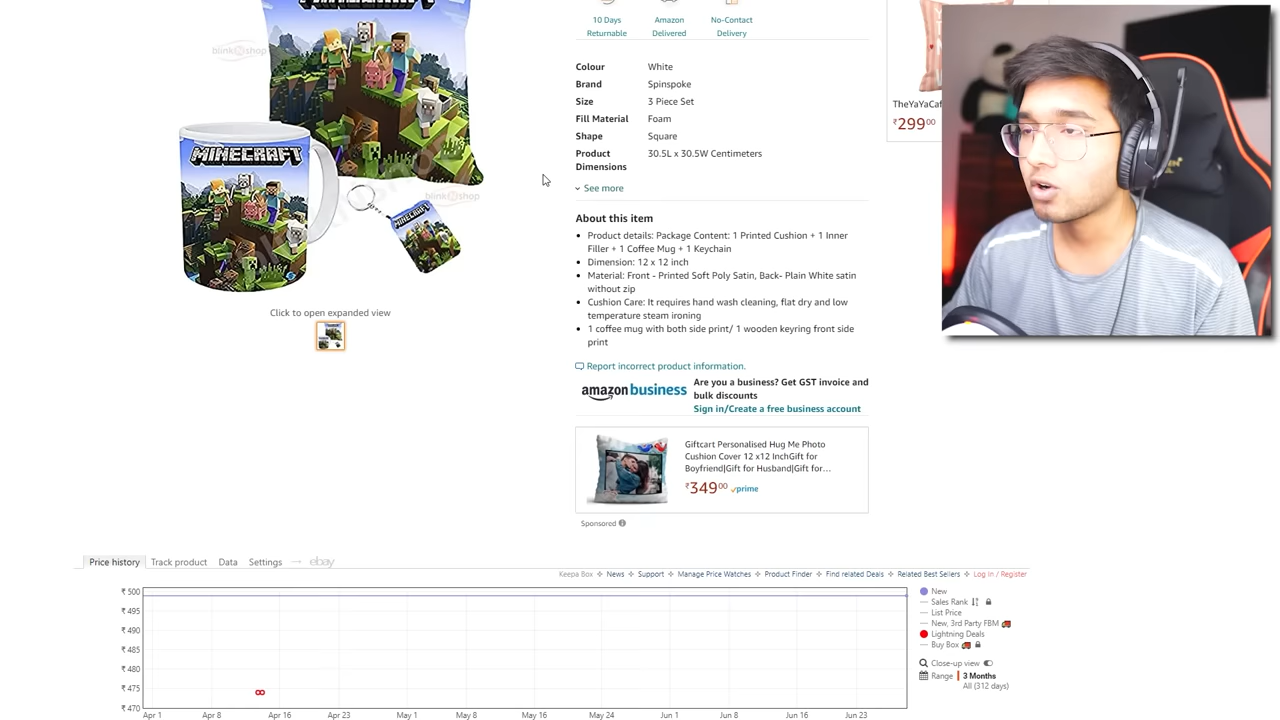 MINECRAFT
blinkNshop
MINECRAFT
blinkNshop
MINECRAFT
Click to open expanded view
10 Days
Returnable
Amazon
Delivered
No-Contact
Delivery
Colour White
Brand Spinspoke
Size 3 Piece Set
Fill Material Foam
Shape Square
Product Dimensions 30.5L x 30.5W Centimeters
See more
About this item
Product details: Package Content: 1 Printed Cushion + 1 Inner
Filler + 1 Coffee Mug + 1 Keychain
Dimension: 12 x 12 inch
Material: Front - Printed Soft Poly Satin, Back- Plain White satin
without zip
Cushion Care: It requires hand wash cleaning, flat dry and low
temperature steam ironing
1 coffee mug with both side print/ 1 wooden keyring front side
print
Report incorrect product information.
amazon business
Are you a business? Get GST invoice and
bulk discounts
Sign in/Create a free business account
Giftcart Personalised Hug Me Photo
Cushion Cover 12 x12 InchGift for
Boyfriend|Gift for Husband|Gift for...
₹349⁰⁰ prime
Sponsored
TheYaYaCaf
₹299⁰⁰
Price history Track product Data Settings → ebay
Keepa Box News Support Manage Price Watches Product Finder Find related Deals Related Best Sellers Log in / Register
₹ 500
₹ 495
₹ 490
₹ 485
₹ 480
₹ 475
₹ 470
Apr 1 Apr 8 Apr 16 Apr 23 May 1 May 8 May 16 May 24 Jun 1 Jun 8 Jun 16 Jun 23
New
Sales Rank
List Price
New, 3rd Party FBM
Lightning Deals
Buy Box
Close-up view
Range 3 Months
All (312 days)